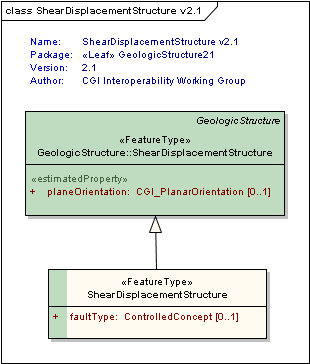 class ShearDisplacementStructure v2.1
Name: ShearDisplacementStructure v2.1
Package: «Leaf» GeologicStructure21
Version: 2.1
Author: CGI Interoperability Working Group
GeologicStructure
«FeatureType»
GeologicStructure::ShearDisplacementStructure
«estimatedProperty»
+ planeOrientation: CGI_PlanarOrientation [0..1]
«FeatureType»
ShearDisplacementStructure
+ faultType: ControlledConcept [0..1]